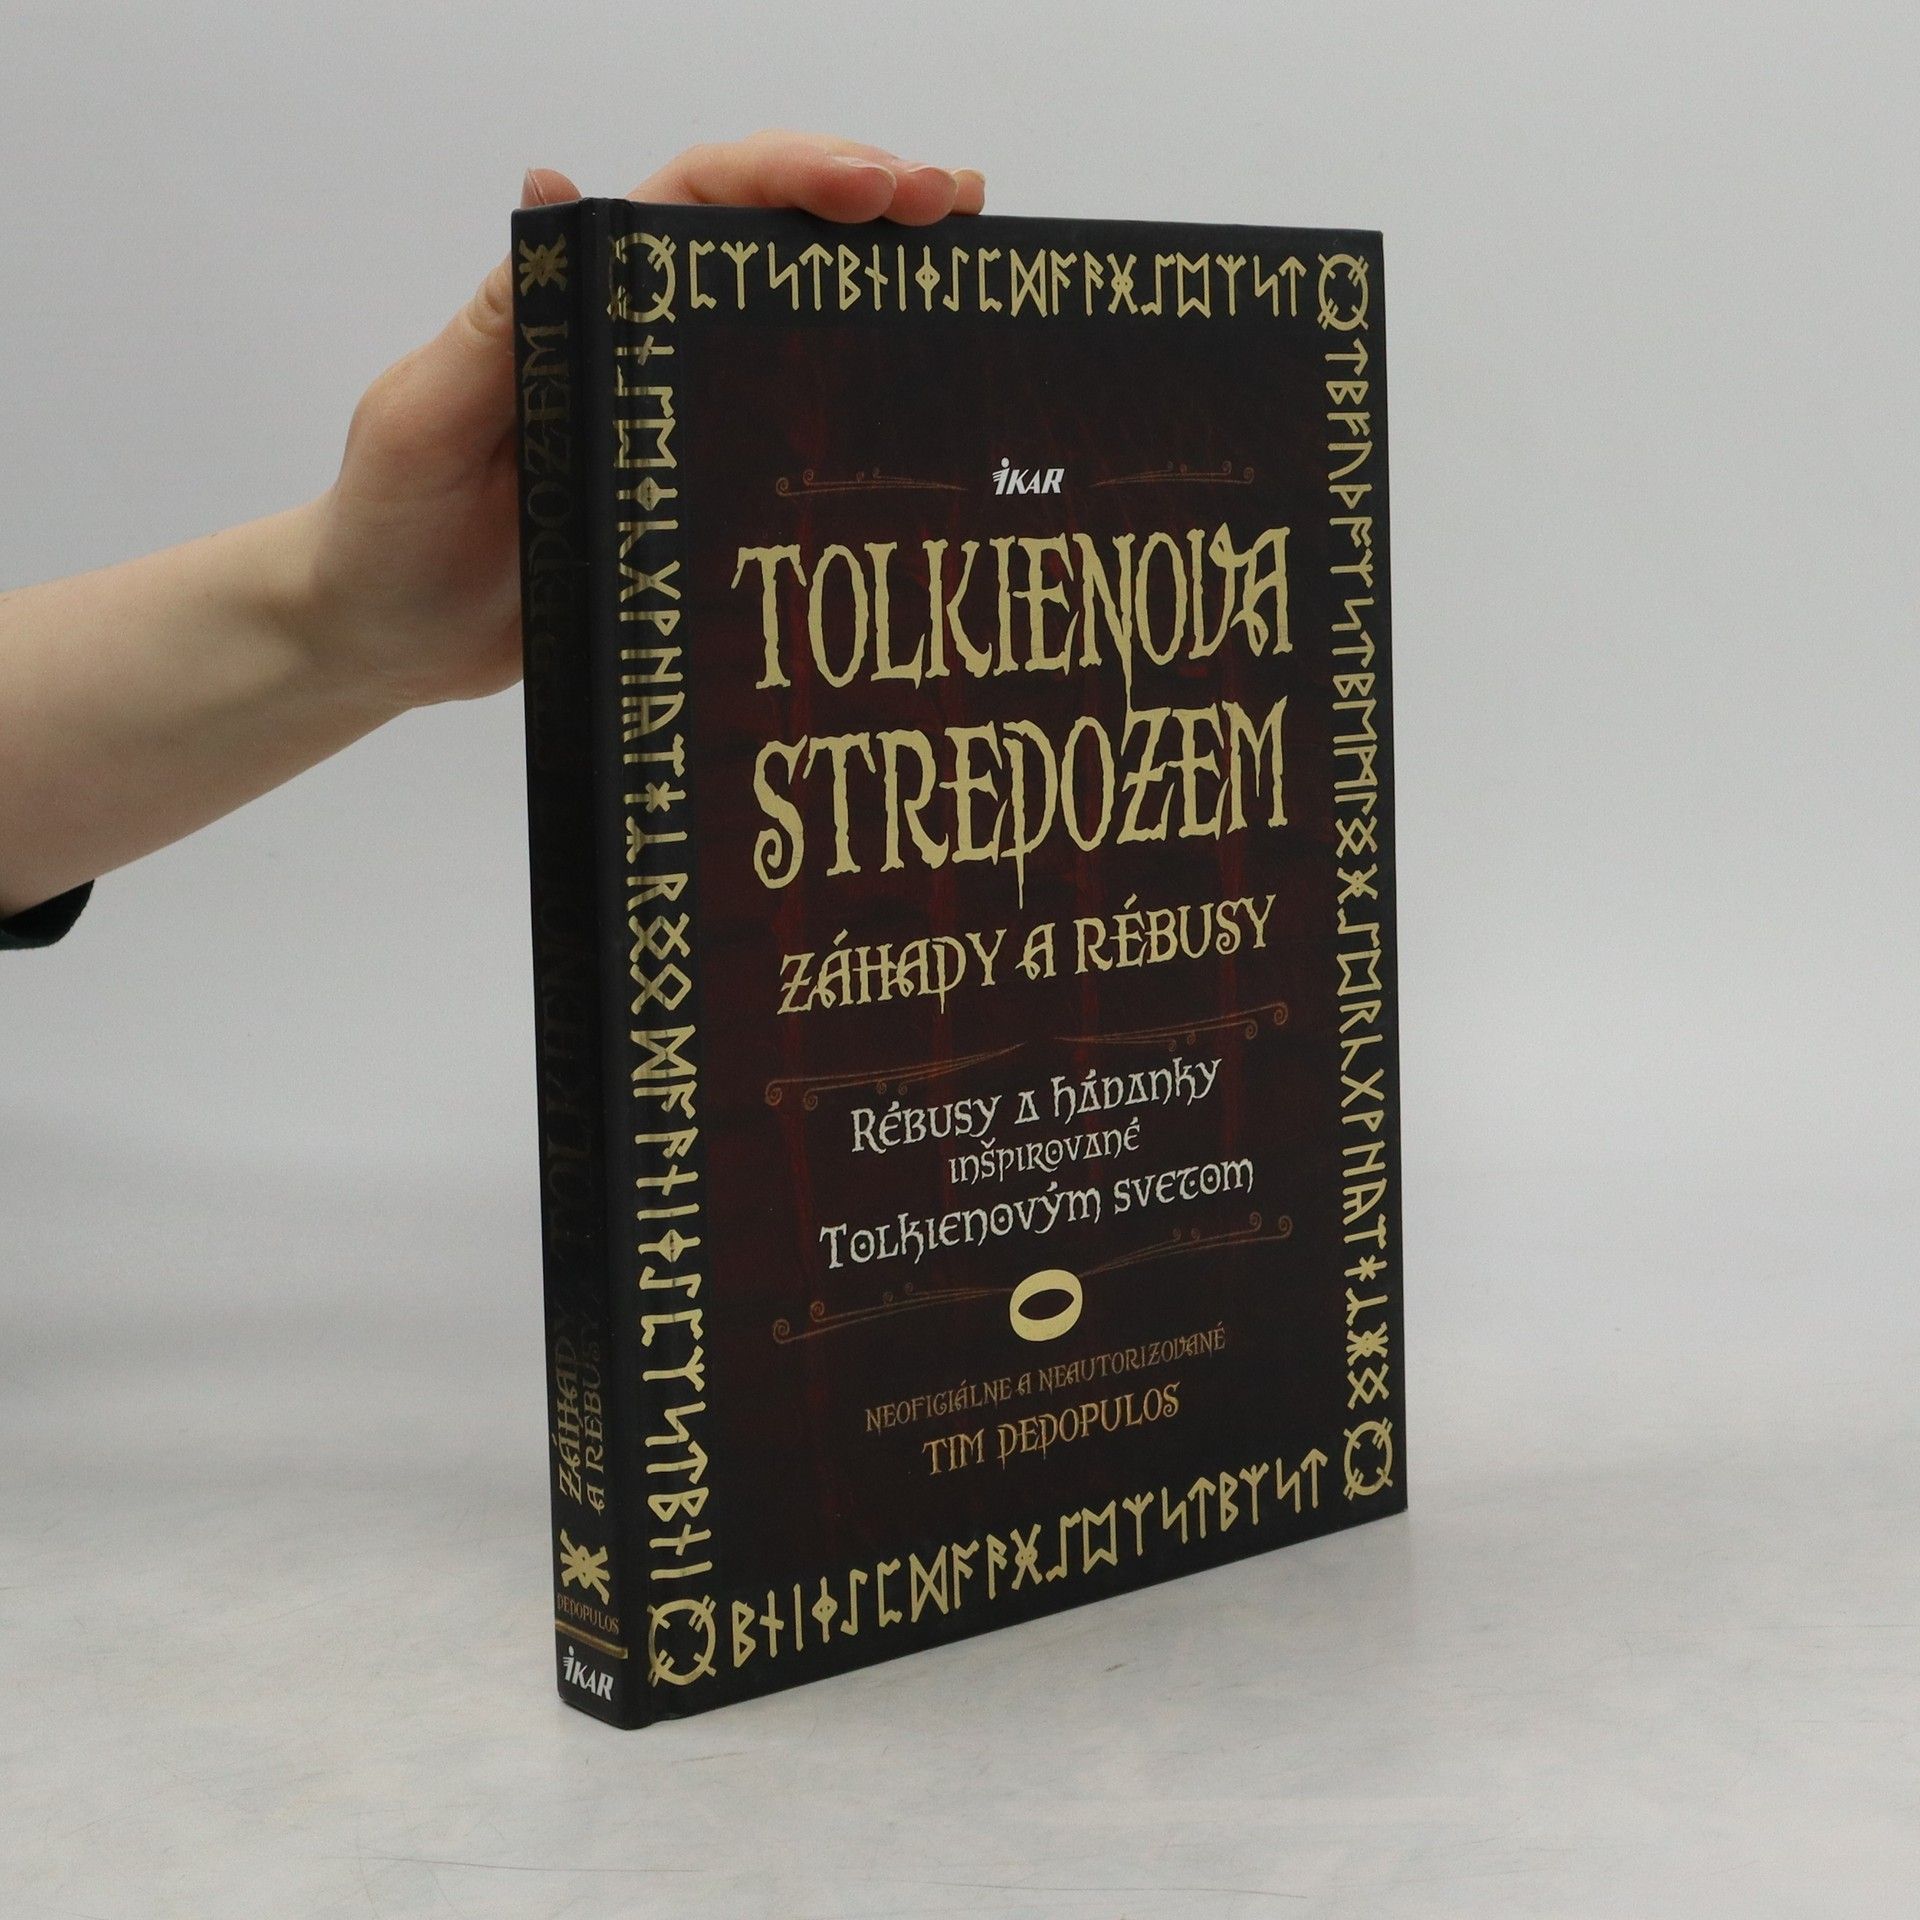 IKAR
TOLKIENOVA
STREDOZEM
ZÁHADY A RÉBUSY
Rébusy a hádanky
inšpirované
Tolkienovým svetom
NEOFICIÁLNE A NEAUTORIZOVANÉ
TIM DEDOPULOS
TOLKIENOVA STREDOZEM
ZÁHADY
A RÉBUSY
DEDOPULOS
IKAR